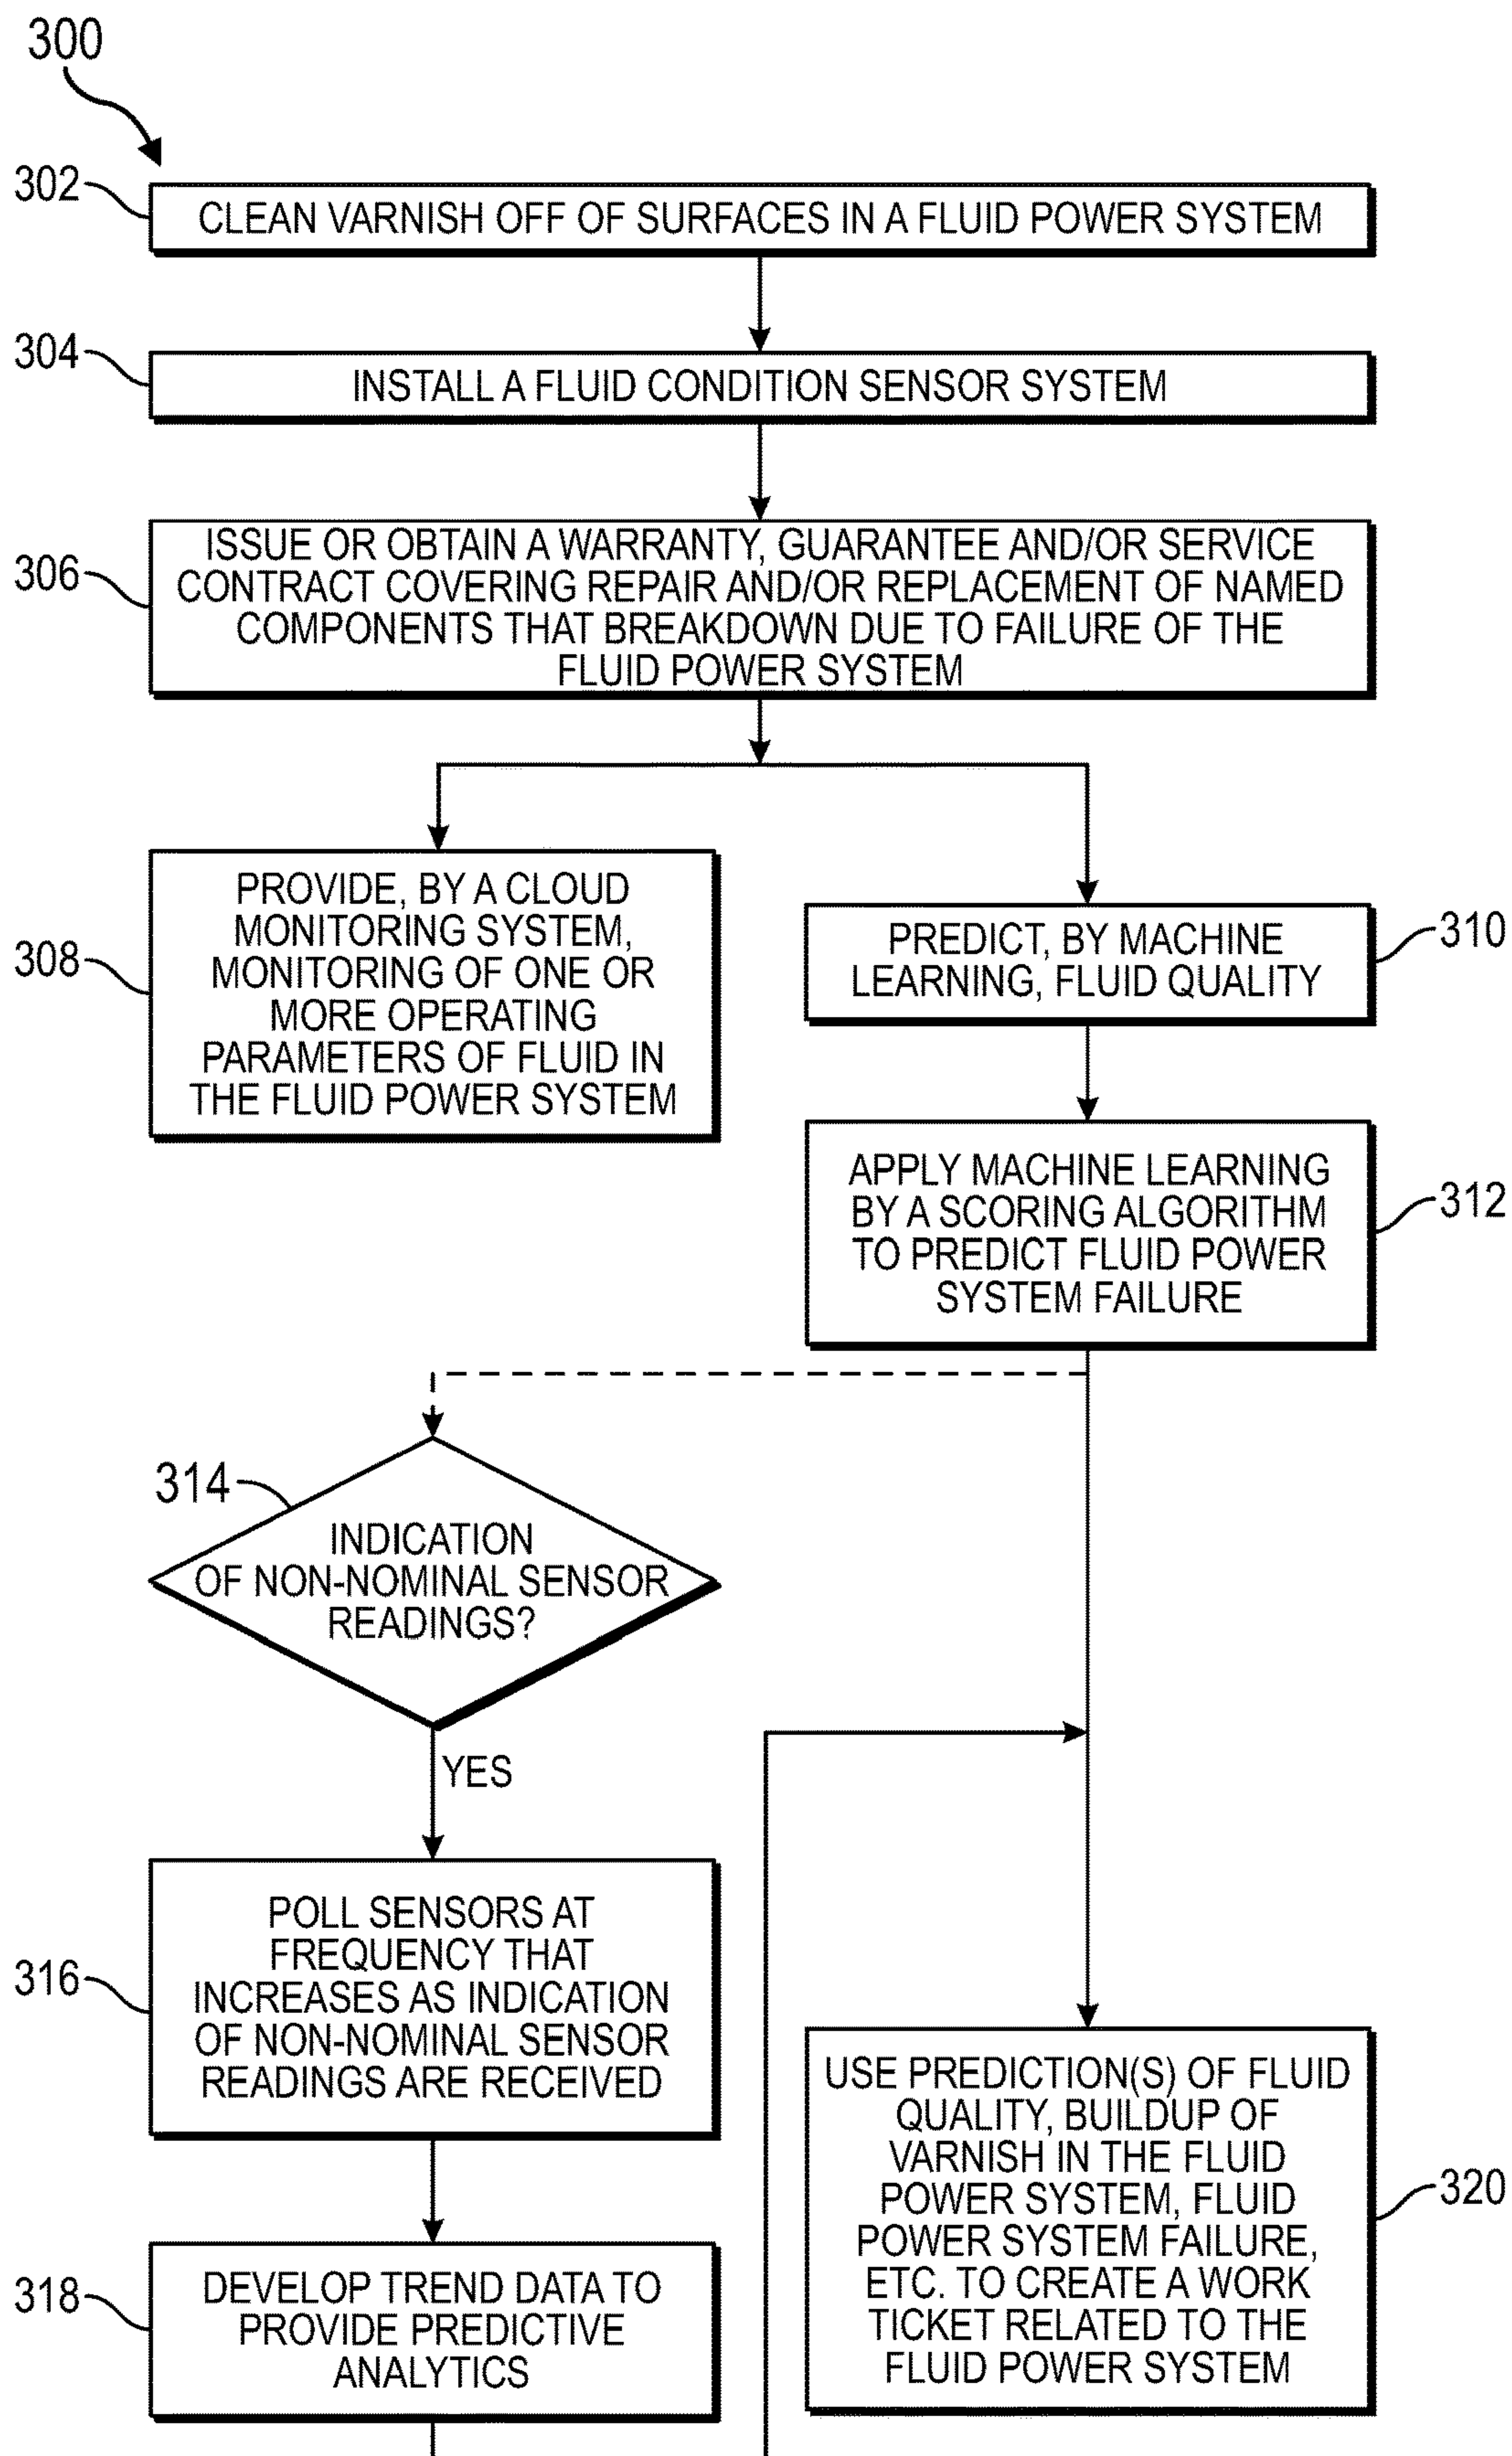 300
302
CLEAN VARNISH OFF OF SURFACES IN A FLUID POWER SYSTEM
304
INSTALL A FLUID CONDITION SENSOR SYSTEM
306
ISSUE OR OBTAIN A WARRANTY, GUARANTEE AND/OR SERVICE
CONTRACT COVERING REPAIR AND/OR REPLACEMENT OF NAMED
COMPONENTS THAT BREAKDOWN DUE TO FAILURE OF THE
FLUID POWER SYSTEM
308
PROVIDE, BY A CLOUD
MONITORING SYSTEM,
MONITORING OF ONE OR
MORE OPERATING
PARAMETERS OF FLUID IN
THE FLUID POWER SYSTEM
310
PREDICT, BY MACHINE
LEARNING, FLUID QUALITY
312
APPLY MACHINE LEARNING
BY A SCORING ALGORITHM
TO PREDICT FLUID POWER
SYSTEM FAILURE
314
INDICATION
OF NON-NOMINAL SENSOR
READINGS?
YES
316
POLL SENSORS AT
FREQUENCY THAT
INCREASES AS INDICATION
OF NON-NOMINAL SENSOR
READINGS ARE RECEIVED
318
DEVELOP TREND DATA TO
PROVIDE PREDICTIVE
ANALYTICS
320
USE PREDICTION(S) OF FLUID
QUALITY, BUILDUP OF
VARNISH IN THE FLUID
POWER SYSTEM, FLUID
POWER SYSTEM FAILURE,
ETC. TO CREATE A WORK
TICKET RELATED TO THE
FLUID POWER SYSTEM